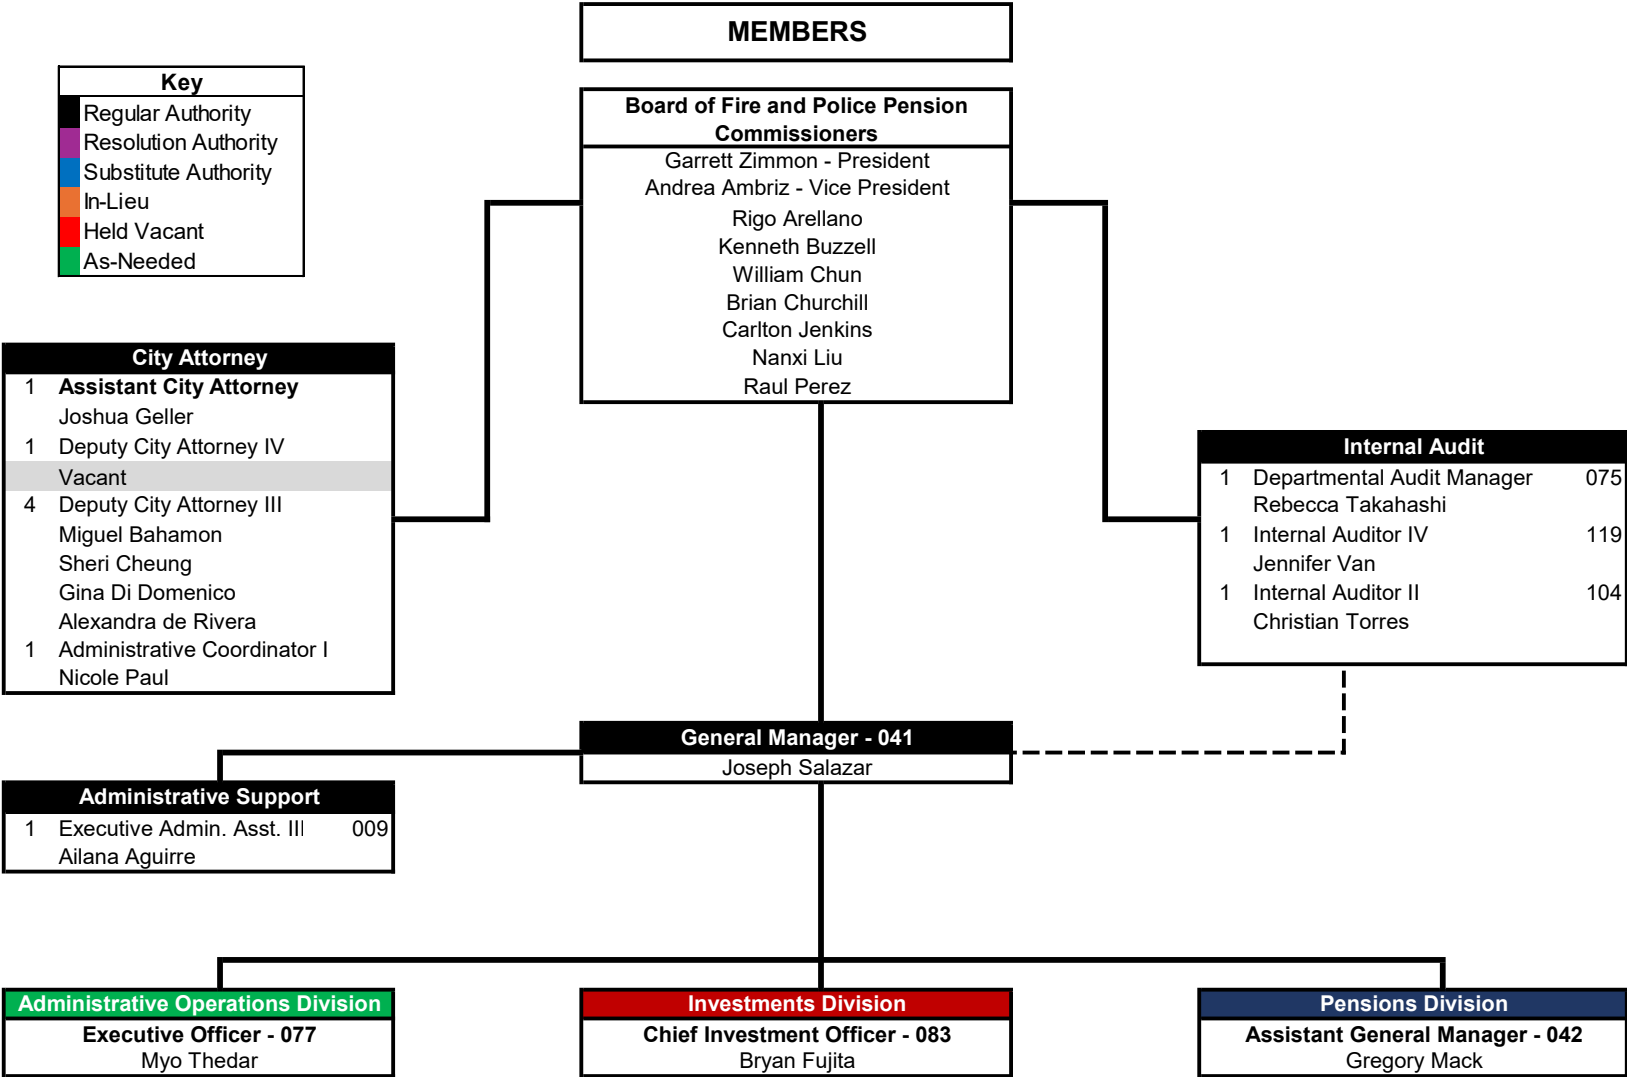 MEMBERS
Key
Regular Authority
Resolution Authority
Substitute Authority
In-Lieu
Held Vacant
As-Needed
Board of Fire and Police Pension
Commissioners
Garrett Zimmon - President
Andrea Ambriz - Vice President
Rigo Arellano
Kenneth Buzzell
William Chun
Brian Churchill
Carlton Jenkins
Nanxi Liu
Raul Perez
City Attorney
1 Assistant City Attorney
Joshua Geller
1 Deputy City Attorney IV
Vacant
4 Deputy City Attorney III
Miguel Bahamon
Sheri Cheung
Gina Di Domenico
Alexandra de Rivera
1 Administrative Coordinator I
Nicole Paul
Internal Audit
1 Departmental Audit Manager 075
Rebecca Takahashi
1 Internal Auditor IV 119
Jennifer Van
1 Internal Auditor II 104
Christian Torres
General Manager - 041
Joseph Salazar
Administrative Support
1 Executive Admin. Asst. III 009
Ailana Aguirre
Administrative Operations Division
Executive Officer - 077
Myo Thedar
Investments Division
Chief Investment Officer - 083
Bryan Fujita
Pensions Division
Assistant General Manager - 042
Gregory Mack